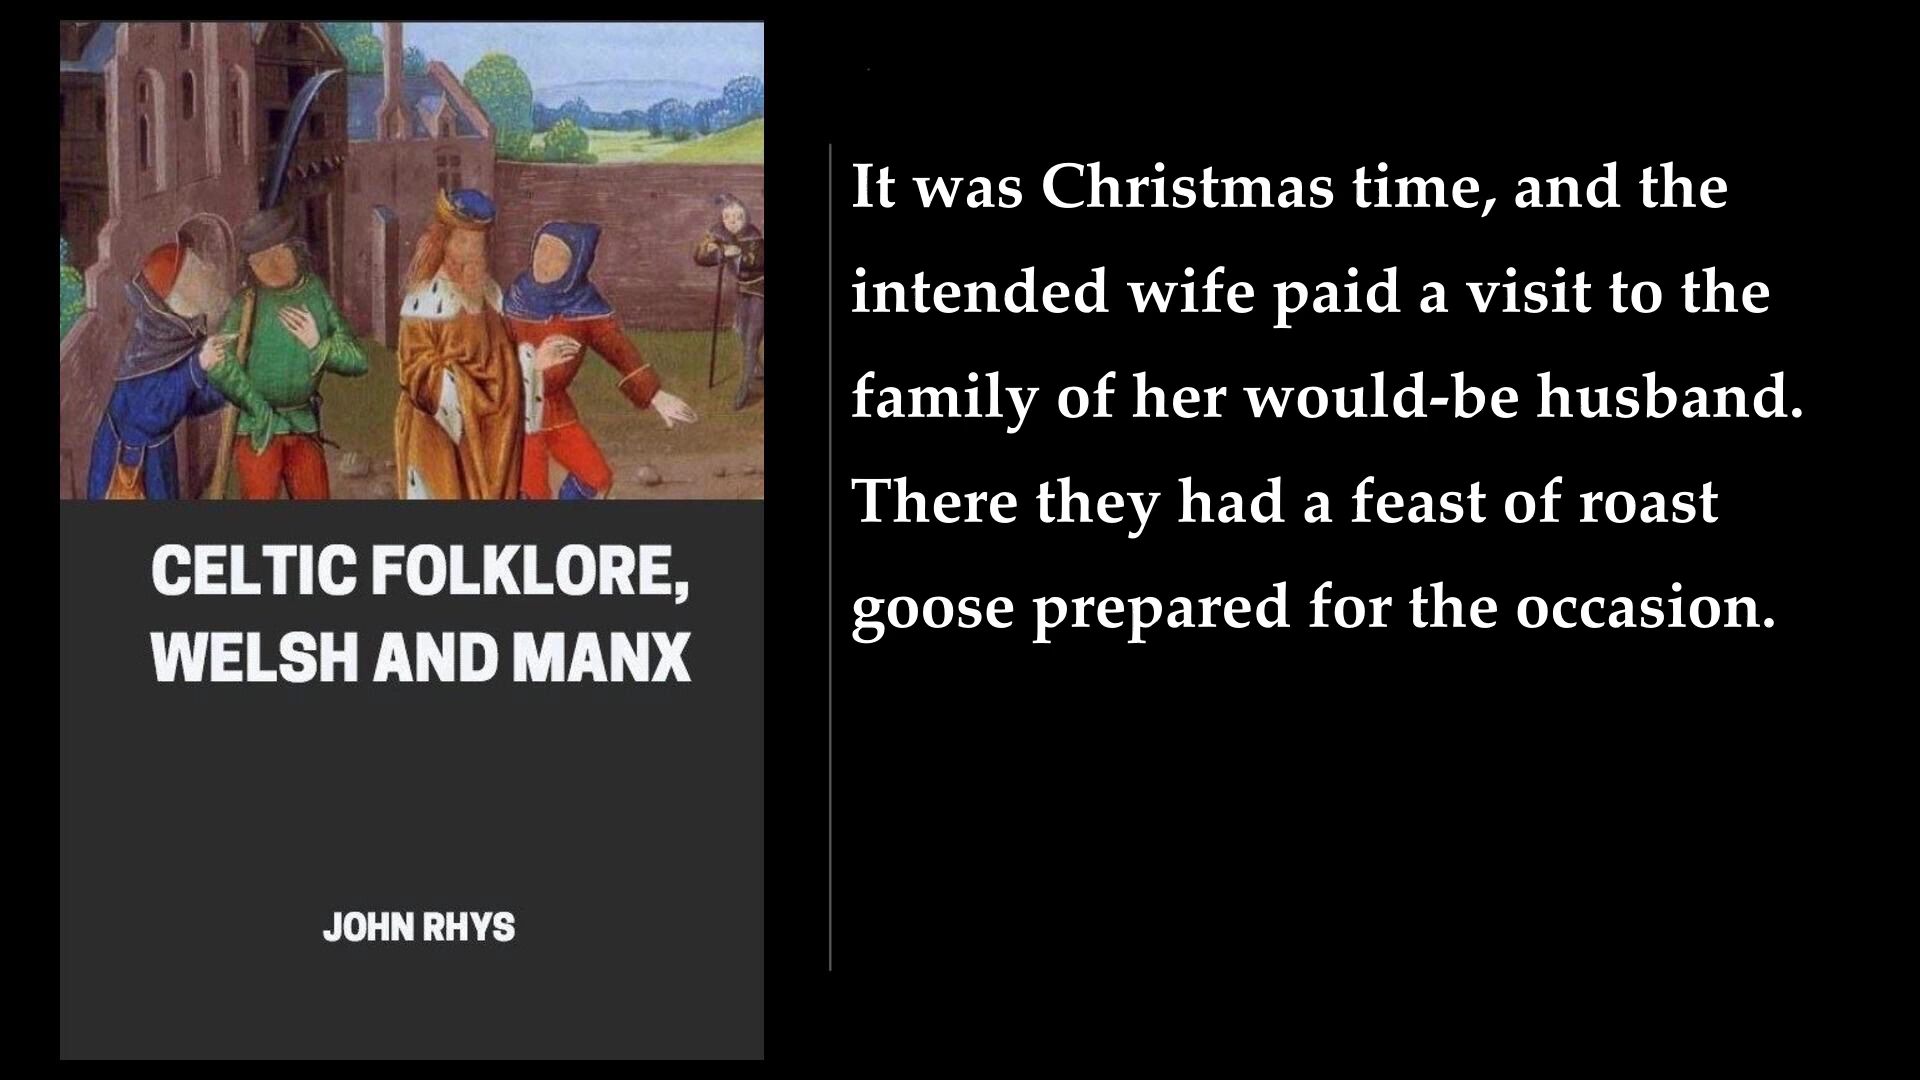 CELTIC FOLKLORE,
WELSH AND MANX
JOHN RHYS
It was Christmas time, and the
intended wife paid a visit to the
family of her would-be husband.
There they had a feast of roast
goose prepared for the occasion.